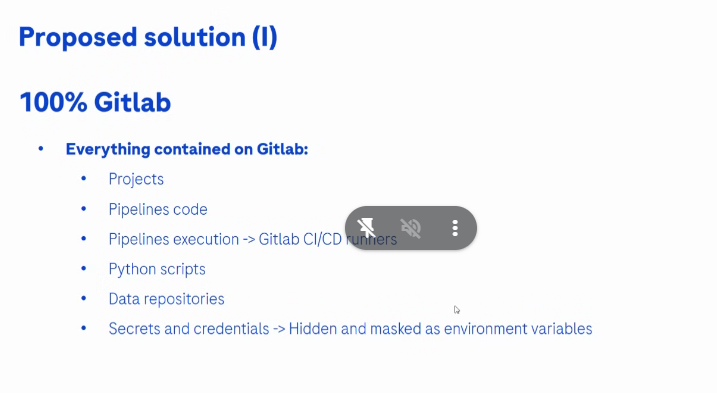 Proposed solution (I)
100% Gitlab
• Everything contained on Gitlab:
• Projects
• Pipelines code
• Pipelines execution -> Gitlab CI/CD runners
• Python scripts
• Data repositories
• Secrets and credentials -> Hidden and masked as environment variables